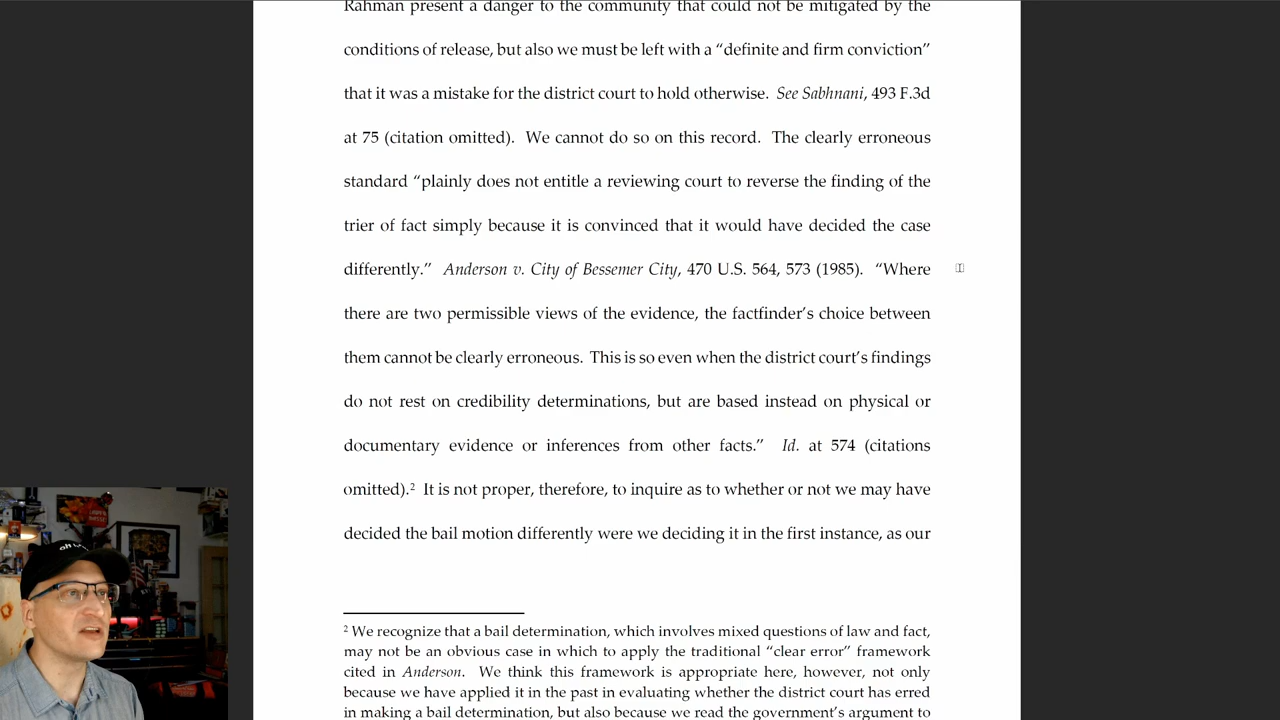 Rahman present a danger to the community that could not be mitigated by the
conditions of release, but also we must be left with a “definite and firm conviction”
that it was a mistake for the district court to hold otherwise. See Sabhnani, 493 F.3d
at 75 (citation omitted). We cannot do so on this record. The clearly erroneous
standard “plainly does not entitle a reviewing court to reverse the finding of the
trier of fact simply because it is convinced that it would have decided the case
differently.” Anderson v. City of Bessemer City, 470 U.S. 564, 573 (1985). “Where
there are two permissible views of the evidence, the factfinder’s choice between
them cannot be clearly erroneous. This is so even when the district court’s findings
do not rest on credibility determinations, but are based instead on physical or
documentary evidence or inferences from other facts.” Id. at 574 (citations
omitted).² It is not proper, therefore, to inquire as to whether or not we may have
decided the bail motion differently were we deciding it in the first instance, as our
² We recognize that a bail determination, which involves mixed questions of law and fact,
may not be an obvious case in which to apply the traditional “clear error” framework
cited in Anderson. We think this framework is appropriate here, however, not only
because we have applied it in the past in evaluating whether the district court has erred
in making a bail determination, but also because we read the government’s argument to